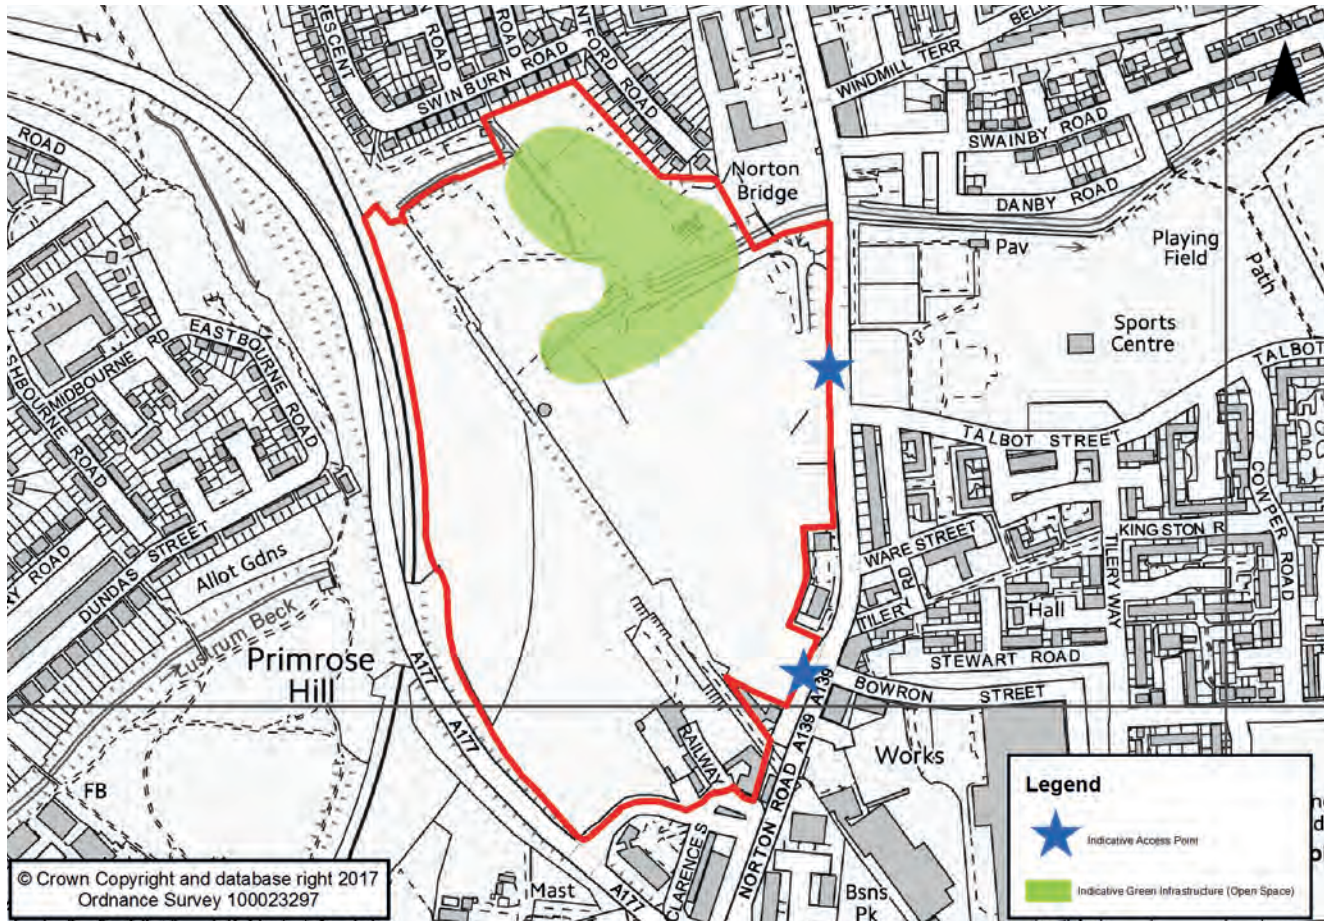 RESCENT
ROAD
ROAD
SWINBURN ROAD
NTFORD ROAD
WINDMILL TERR
BELL
SWAINBY ROAD
DANBY ROAD
Norton
Bridge
Pav
Playing
Field
Path
Sports
Centre
ROAD
MIDBOURNE RD
EASTBOURNE
ROAD
SHBOURNE
ROAD
TALBOT
TALBOT STREET
COWPER ROAD
KINGSTON R
TILERY WAY
WARE STREET
TILERY RD
Hall
STEWART ROAD
BOWRON STREET
Y ROAD
DUNDAS STREET
Allot Gdns
Lustrum Beck
Primrose
Hill
A177
A177
FB
RAILWAY
A139
NORTON ROAD A139
Works
Legend
Indicative Access Point
Indicative Green Infrastructure (Open Space)
© Crown Copyright and database right 2017
Ordnance Survey 100023297
Mast
A177
CLARENCE S
Bsns
Pk